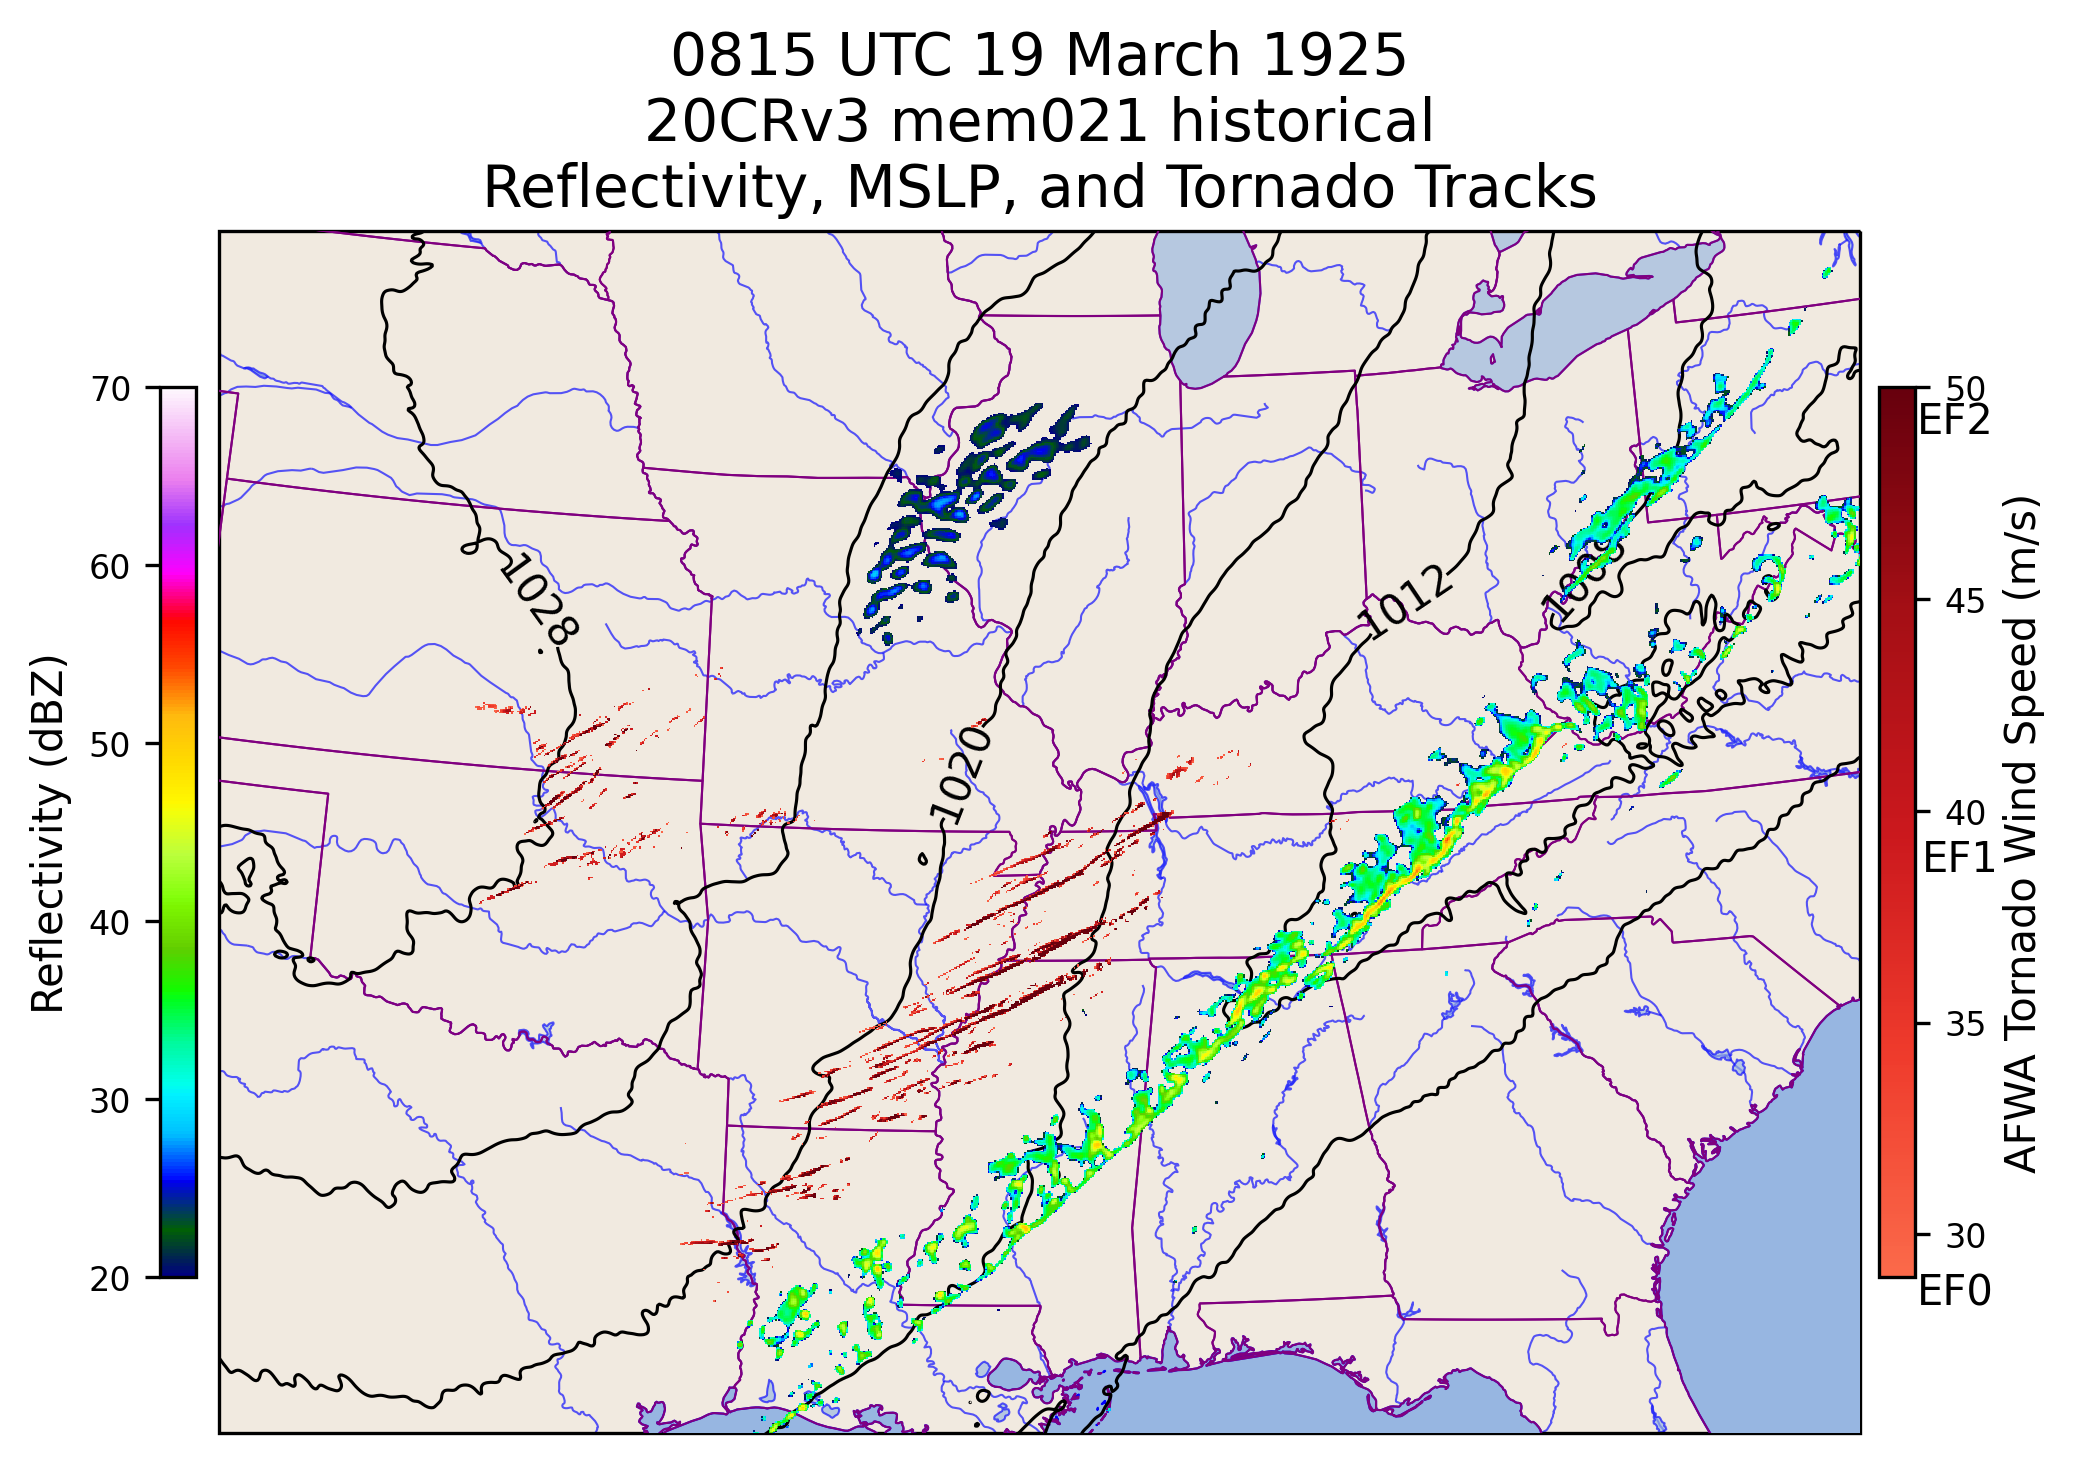 0815 UTC 19 March 1925
20CRv3 mem021 historical
Reflectivity, MSLP, and Tornado Tracks
Reflectivity (dBZ)
70
60
50
40
30
20
1028
1020
1012
50
EF2
45
40
EF1
35
30
EF0
AFWA Tornado Wind Speed (m/s)